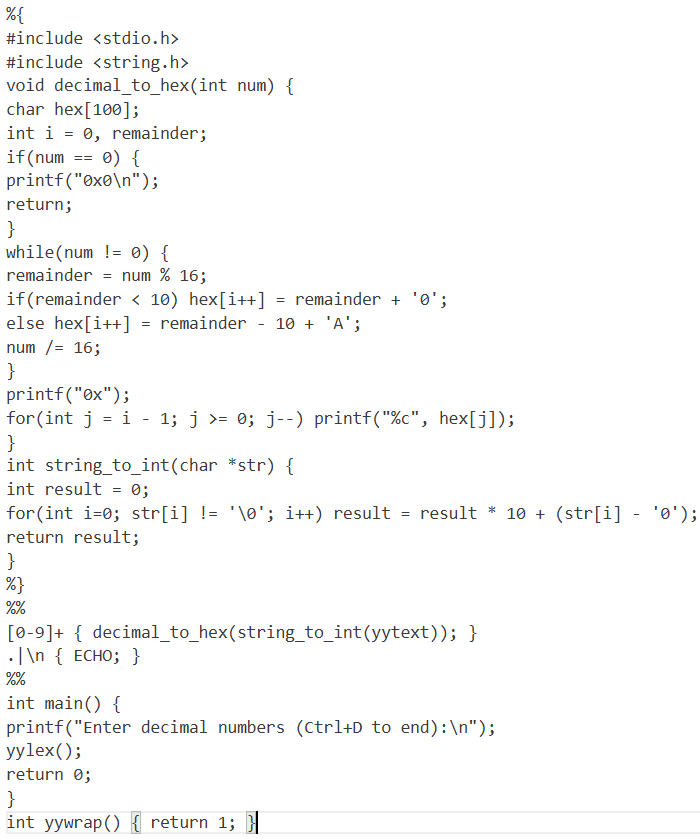 %{
#include <stdio.h>
#include <string.h>
void decimal_to_hex(int num) {
char hex[100];
int i = 0, remainder;
if(num == 0) {
printf("0x0\n");
return;
}
while(num != 0) {
remainder = num % 16;
if(remainder < 10) hex[i++] = remainder + '0';
else hex[i++] = remainder - 10 + 'A';
num /= 16;
}
printf("0x");
for(int j = i - 1; j >= 0; j--) printf("%c", hex[j]);
}
int string_to_int(char *str) {
int result = 0;
for(int i=0; str[i] != '\0'; i++) result = result * 10 + (str[i] - '0');
return result;
}
%}
%%
[0-9]+ { decimal_to_hex(string_to_int(yytext)); }
.|\n { ECHO; }
%%
int main() {
printf("Enter decimal numbers (Ctrl+D to end):\n");
yylex();
return 0;
}
int yywrap() { return 1; }